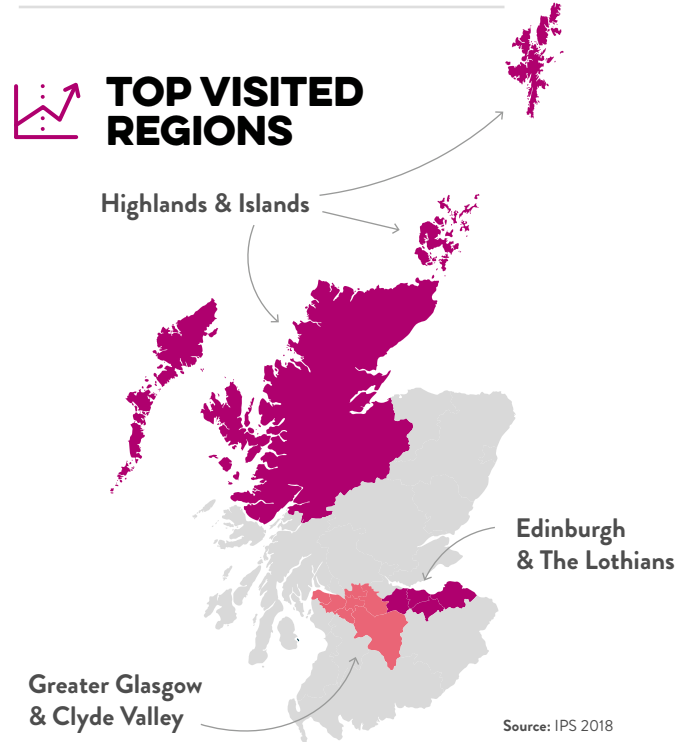 TOP VISITED
REGIONS
Highlands & Islands
Edinburgh
& The Lothians
Greater Glasgow
& Clyde Valley
Source: IPS 2018